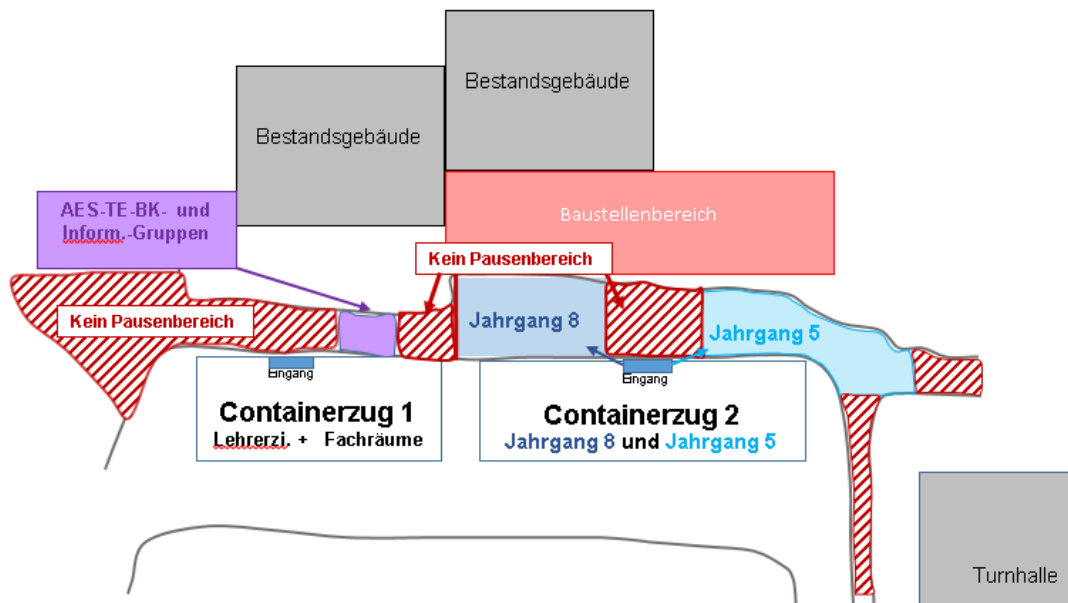 Bestandsgebäude
Bestandsgebäude
AES-TE-BK- und
Inform.-Gruppen
Baustellenbereich
Kein Pausenbereich
Kein Pausenbereich
Jahrgang 8
Jahrgang 5
Eingang
Eingang
Containerzug 1
Lehrerzi. + Fachräume
Containerzug 2
Jahrgang 8 und Jahrgang 5
Turnhalle